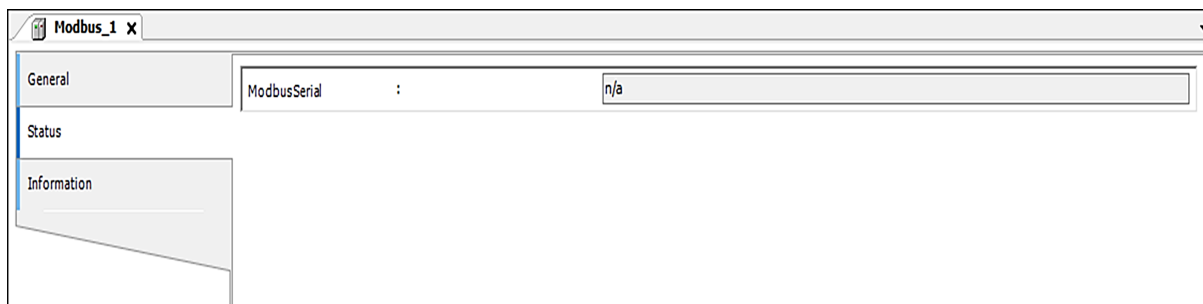 Modbus_1 x
General
ModbusSerial : n/a
Status
Information